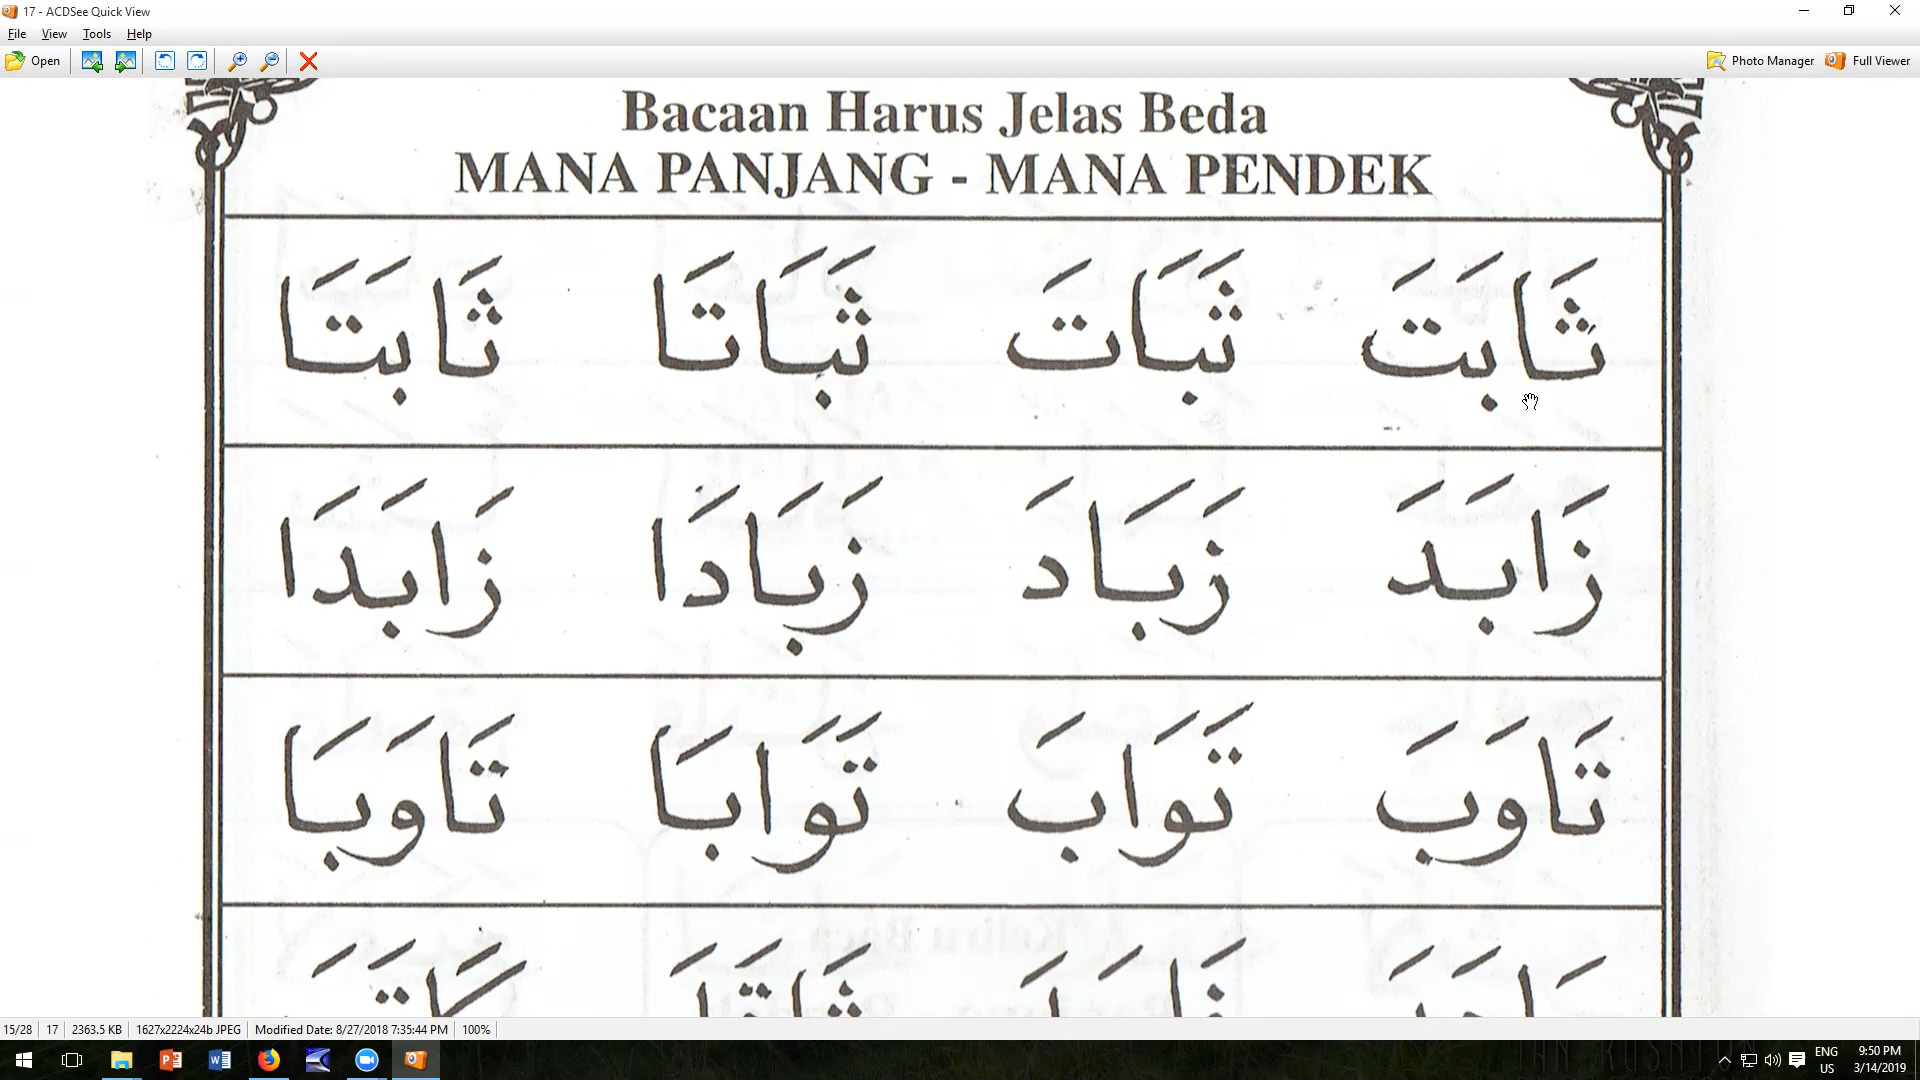 17 - ACDSee Quick View
File View Tools Help
Open Photo Manager Full Viewer
Bacaan Harus Jelas Beda
MANA PANJANG - MANA PENDEK
ثَابَتَ ثَبَاتَ ثَبَاتَا ثَابَتَا
زَابَدَ زَبَادَ زَبَادَا زَابَدَا
تَاوَبَ تَوَابَ تَوَابَا تَاوَبَا
15/28 17 2363.5 KB 1627x2224x24b JPEG Modified Date: 8/27/2018 7:35:44 PM 100%
ENG 9:50 PM
US 3/14/2019